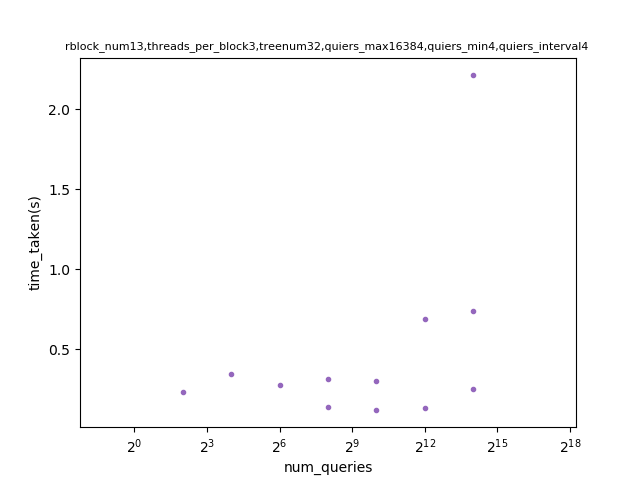 rblock_num13,threads_per_block3,treenum32,quiers_max16384,quiers_min4,quiers_interval4
2.0
1.5
1.0
0.5
time_taken(s)
2^0 2^3 2^6 2^9 2^12 2^15 2^18
num_queries